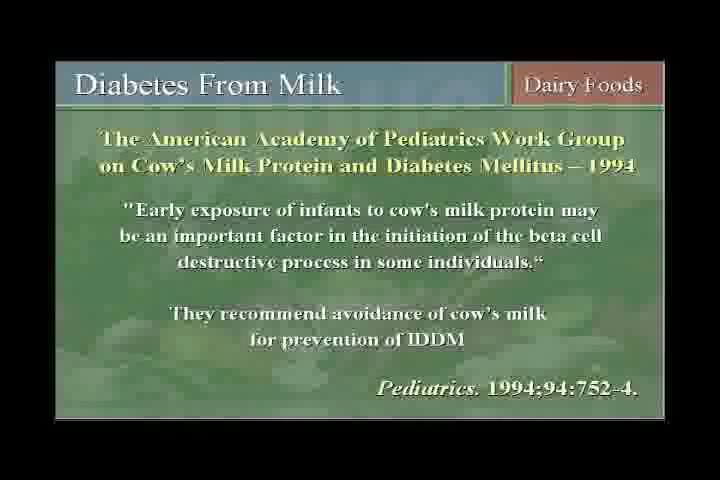 Diabetes From Milk
Dairy Foods
The American Academy of Pediatrics Work Group
on Cow's Milk Protein and Diabetes Mellitus – 1994
"Early exposure of infants to cow's milk protein may
be an important factor in the initiation of the beta cell
destructive process in some individuals.“
They recommend avoidance of cow's milk
for prevention of IDDM
Pediatrics. 1994;94:752-4.